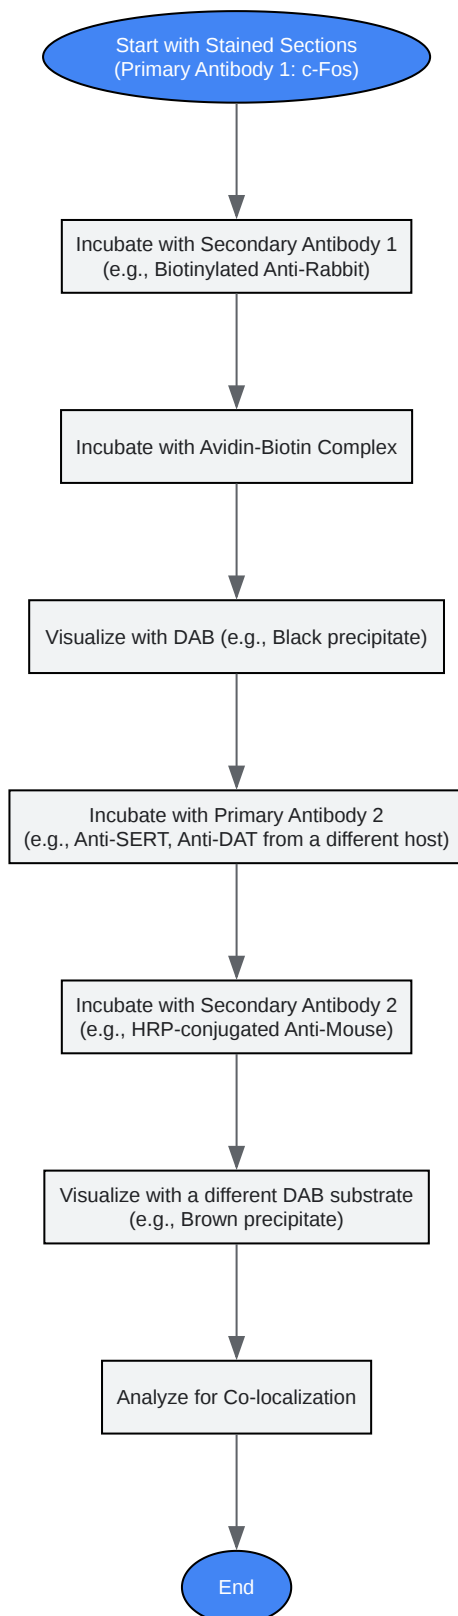 Start with Stained Sections
(Primary Antibody 1: c-Fos)
Incubate with Secondary Antibody 1
(e.g., Biotinylated Anti-Rabbit)
Incubate with Avidin-Biotin Complex
Visualize with DAB (e.g., Black precipitate)
Incubate with Primary Antibody 2
(e.g., Anti-SERT, Anti-DAT from a different host)
Incubate with Secondary Antibody 2
(e.g., HRP-conjugated Anti-Mouse)
Visualize with a different DAB substrate
(e.g., Brown precipitate)
Analyze for Co-localization
End